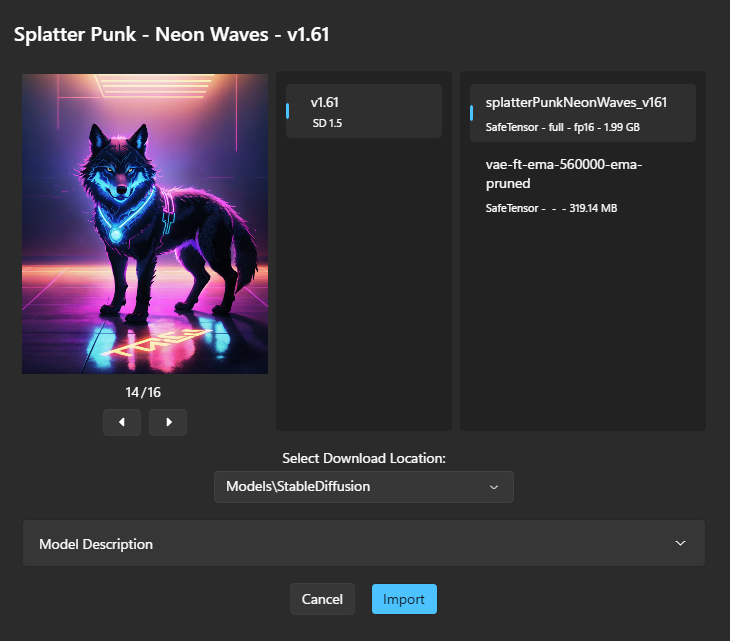 Splatter Punk - Neon Waves - v1.61
14/16
v1.61
SD 1.5
splatterPunkNeonWaves_v161
SafeTensor - full - fp16 - 1.99 GB
vae-ft-ema-560000-ema-
pruned
SafeTensor - - - 319.14 MB
Select Download Location:
Models\StableDiffusion
Model Description
Cancel
Import